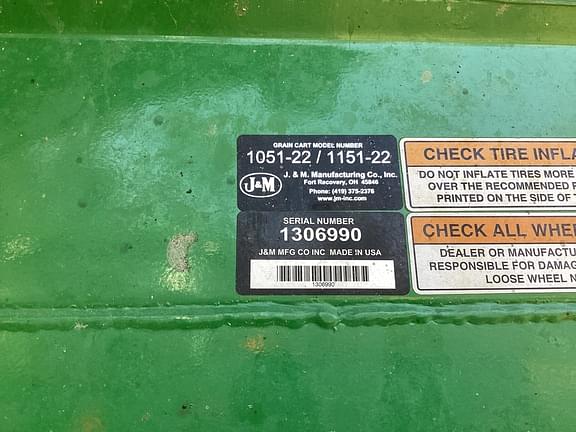 GRAIN CART MODEL NUMBER
1051-22 / 1151-22
J&M
J. & M. Manufacturing Co., Inc.
Fort Recovery, OH 45846
Phone: (419) 375-2376
www.jm-inc.com
SERIAL NUMBER
1306990
J&M MFG CO INC MADE IN USA
1306990
CHECK TIRE INFLA
DO NOT INFLATE TIRES MORE
OVER THE RECOMMENDED P
PRINTED ON THE SIDE OF T
CHECK ALL WHEE
DEALER OR MANUFACTU
RESPONSIBLE FOR DAMAG
LOOSE WHEEL N